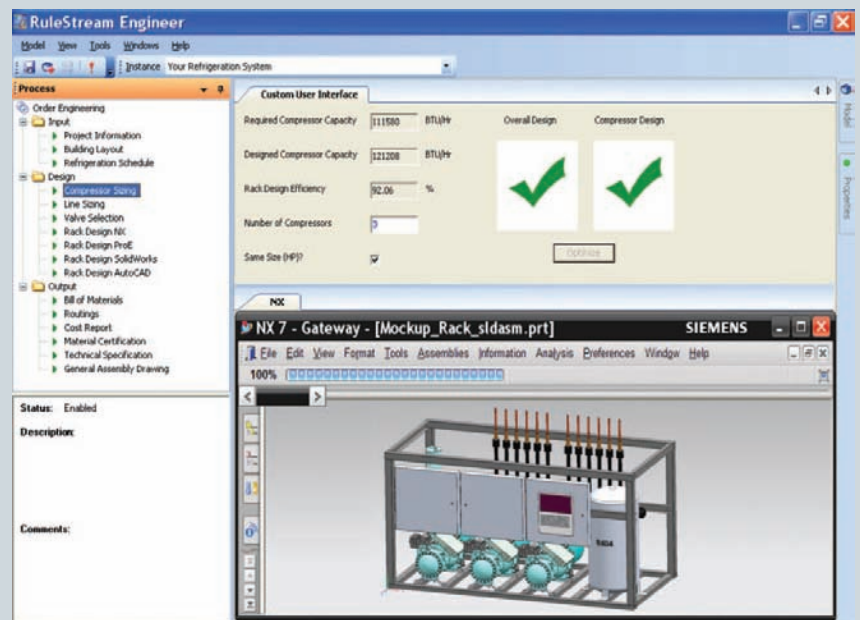 RuleStream Engineer
Model View Tools Windows Help
Instance Your Refrigeration System
Process
Order Engineering
Input
Project Information
Building Layout
Refrigeration Schedule
Design
Compressor Sizing
Line Sizing
Valve Selection
Rack Design NX
Rack Design ProE
Rack Design SolidWorks
Rack Design AutoCAD
Output
Bill of Materials
Routings
Cost Report
Material Certification
Technical Specification
General Assembly Drawing
Status: Enabled
Description:
Comments:
Custom User Interface
Required Compressor Capacity 111580 BTU/Hr
Overall Design Compressor Design
Designed Compressor Capacity 121208 BTU/Hr
Rack Design Efficiency 92.06 %
Number of Compressors 3
Same Size (HP)?
Optimize
Model
Properties
NX
NX 7 - Gateway - [Mockup_Rack_sldasm.prt] SIEMENS
File Edit View Format Tools Assemblies Information Analysis Preferences Window Help
100%